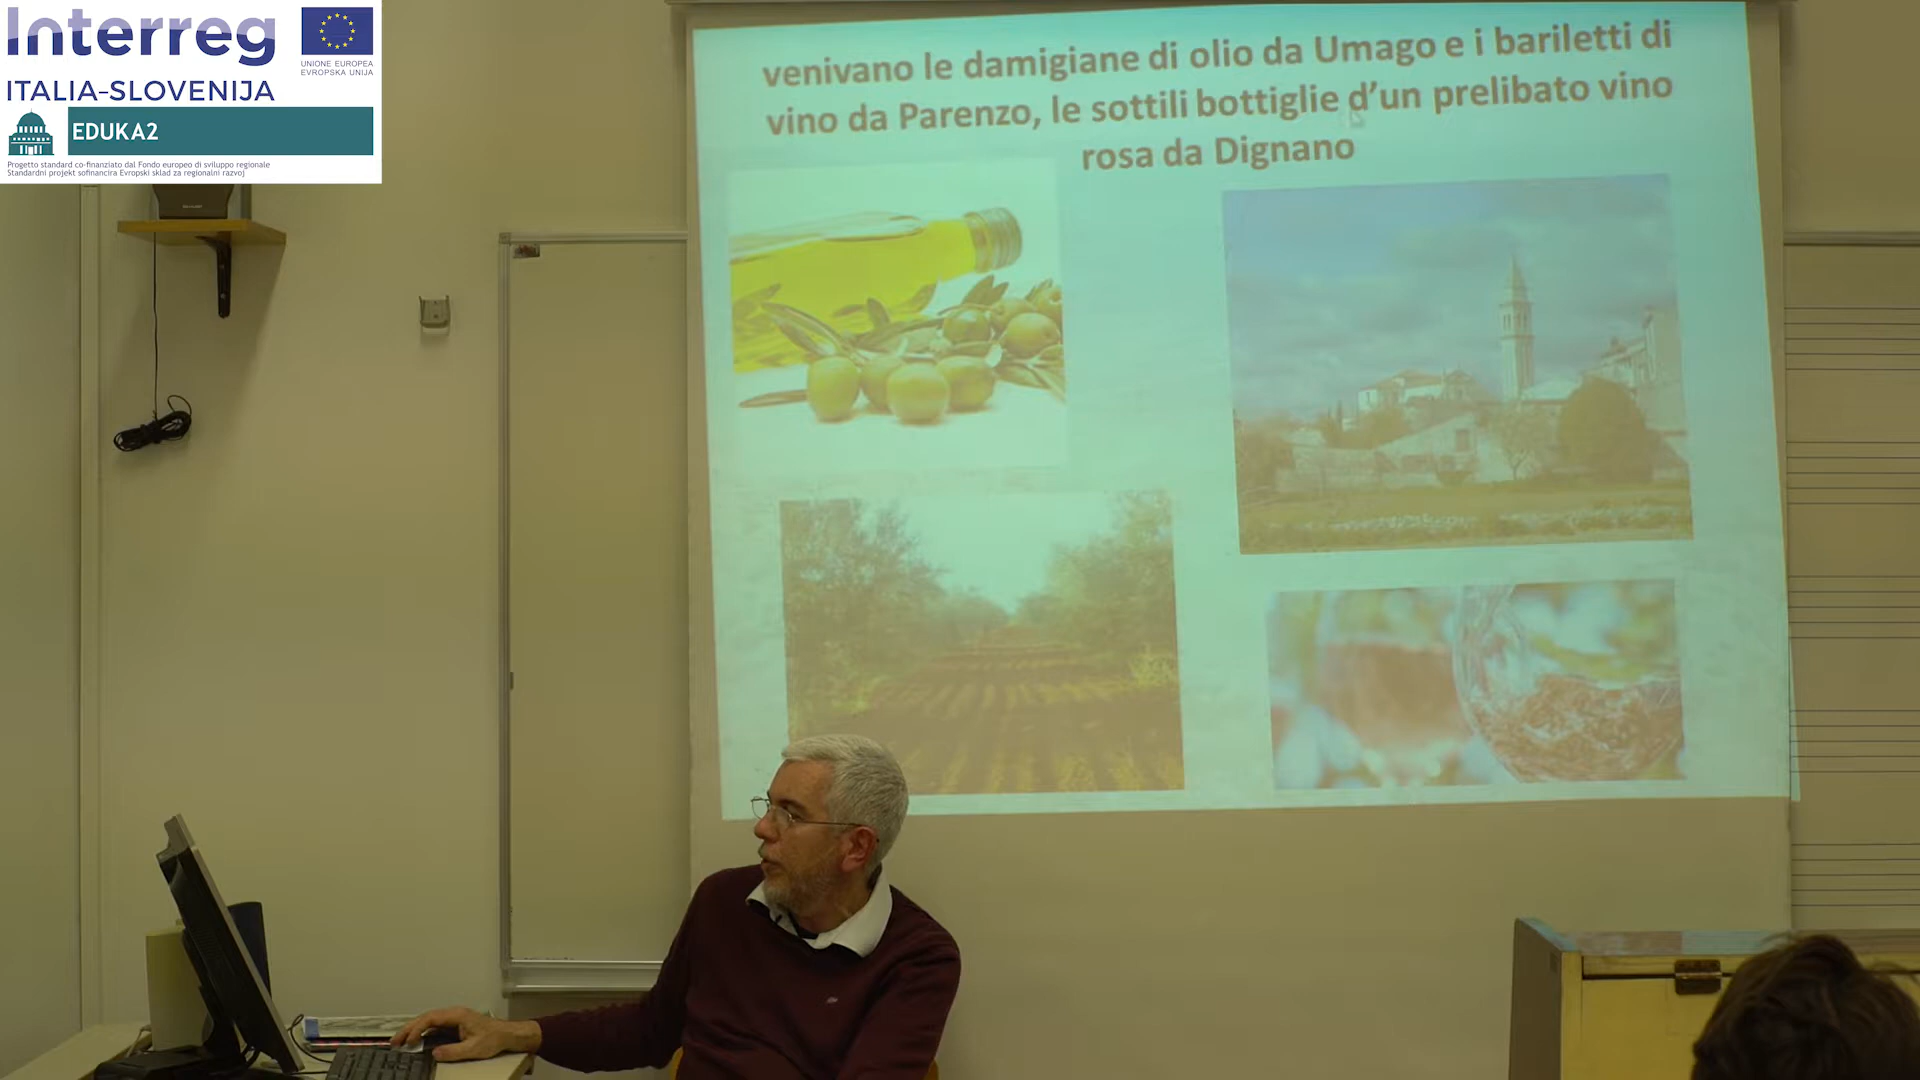 Interreg
UNIONE EUROPEA
EVROPSKA UNIJA
ITALIA-SLOVENIJA
EDUKA2
Progetto standard co-finanziato dal Fondo europeo di sviluppo regionale
Standardni projekt sofinancira Evropski sklad za regionalni razvoj
venivano le damigiane di olio da Umago e i bariletti di
vino da Parenzo, le sottili bottiglie d'un prelibato vino
rosa da Dignano